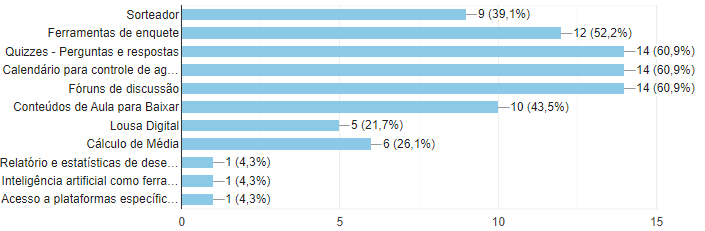 Sorteador 9 (39,1%)
Ferramentas de enquete 12 (52,2%)
Quizzes - Perguntas e respostas 14 (60,9%)
Calendário para controle de ag… 14 (60,9%)
Fóruns de discussão 14 (60,9%)
Conteúdos de Aula para Baixar 10 (43,5%)
Lousa Digital 5 (21,7%)
Cálculo de Média 6 (26,1%)
Relatório e estatísticas de dese… 1 (4,3%)
Inteligência artificial como ferra… 1 (4,3%)
Acesso a plataformas específic… 1 (4,3%)
0 5 10 15